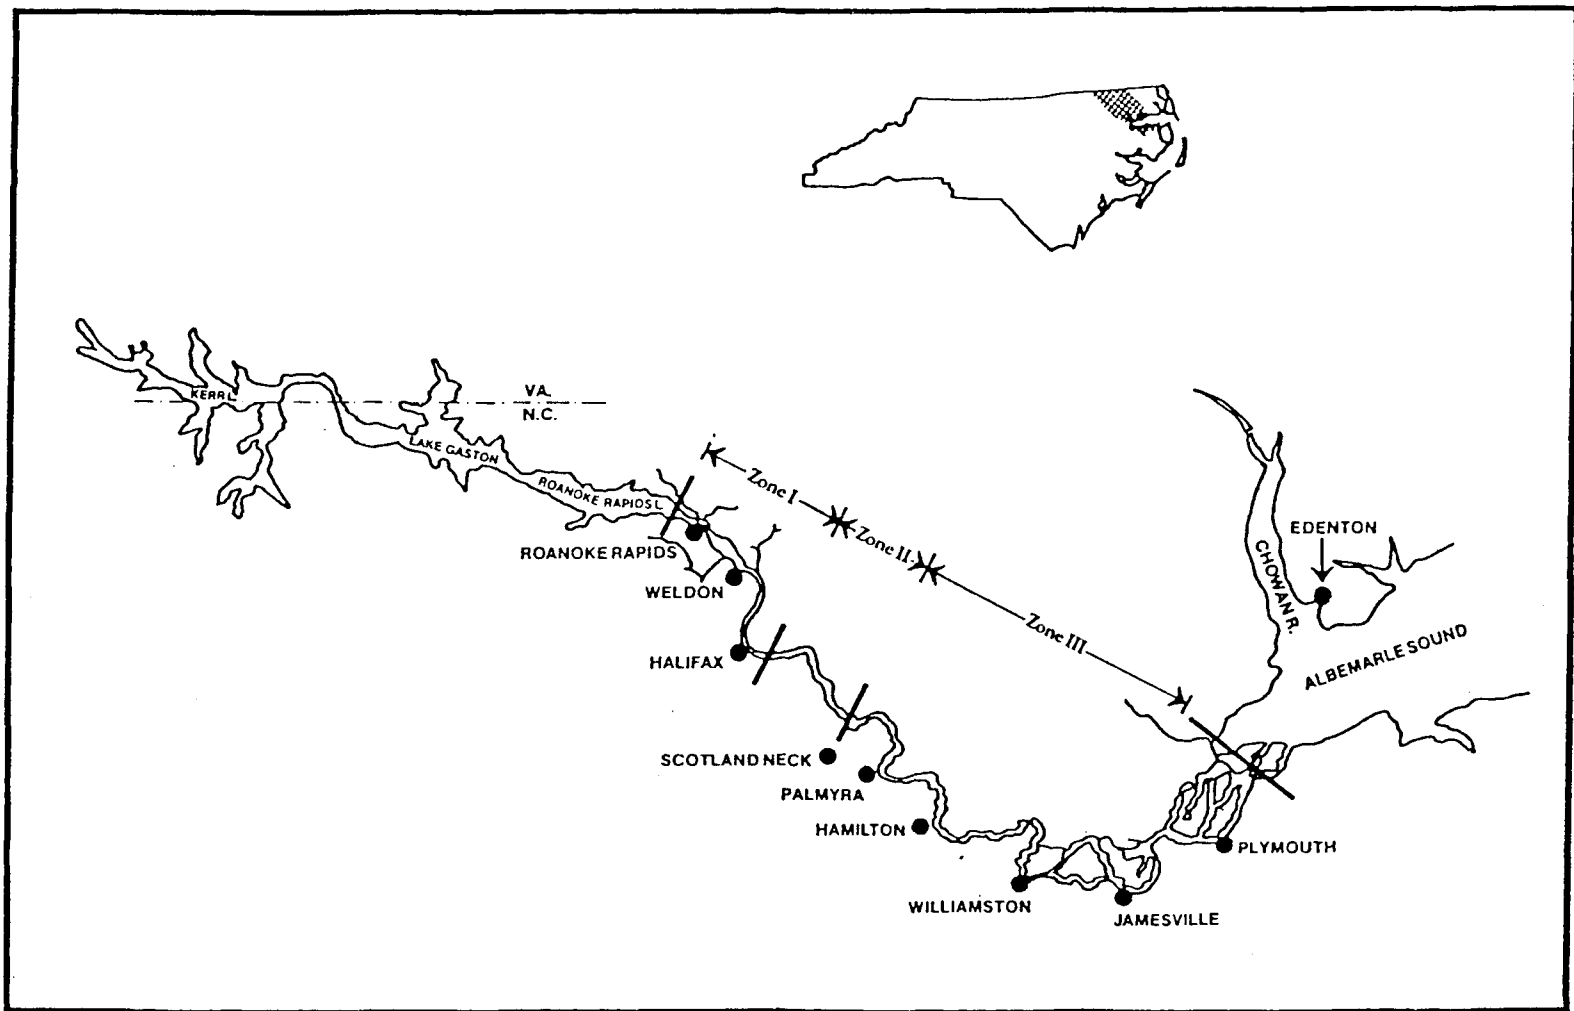 VA.
N.C.
KERR L.
LAKE GASTON
ROANOKE RAPIDS L.
Zone I
Zone II
Zone III
ROANOKE RAPIDS
WELDON
HALIFAX
SCOTLAND NECK
PALMYRA
HAMILTON
WILLIAMSTON
JAMESVILLE
PLYMOUTH
EDENTON
CHOWAN R.
ALBEMARLE SOUND